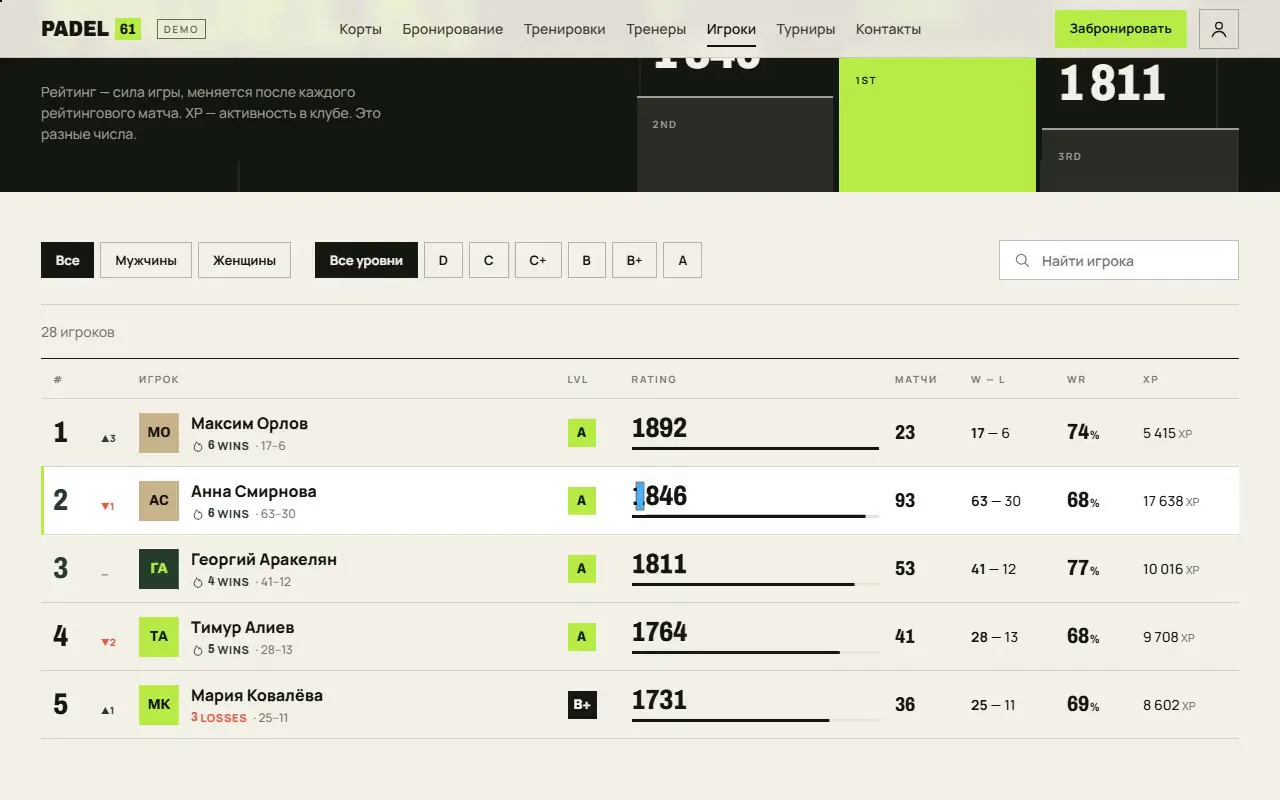 PADEL 61 DEMO Корты Бронирование Тренировки Тренеры Игроки Турниры Контакты Забронировать
Рейтинг — сила игры, меняется после каждого
рейтингового матча. XP — активность в клубе. Это
разные числа.
1811
1ST
2ND
3RD
Все Мужчины Женщины Все уровни D C C+ B B+ A Найти игрока
28 игроков
# ИГРОК LVL RATING МАТЧИ W — L WR XP
1 ▲3 МО Максим Орлов A 1892 23 17 — 6 74% 5 415 XP
6 WINS · 17–6
2 ▼1 АС Анна Смирнова A 1846 93 63 — 30 68% 17 638 XP
6 WINS · 63–30
3 – ГА Георгий Аракелян A 1811 53 41 — 12 77% 10 016 XP
4 WINS · 41–12
4 ▼2 ТА Тимур Алиев A 1764 41 28 — 13 68% 9 708 XP
5 WINS · 28–13
5 ▲1 МК Мария Ковалёва B+ 1731 36 25 — 11 69% 8 602 XP
3 LOSSES · 25–11